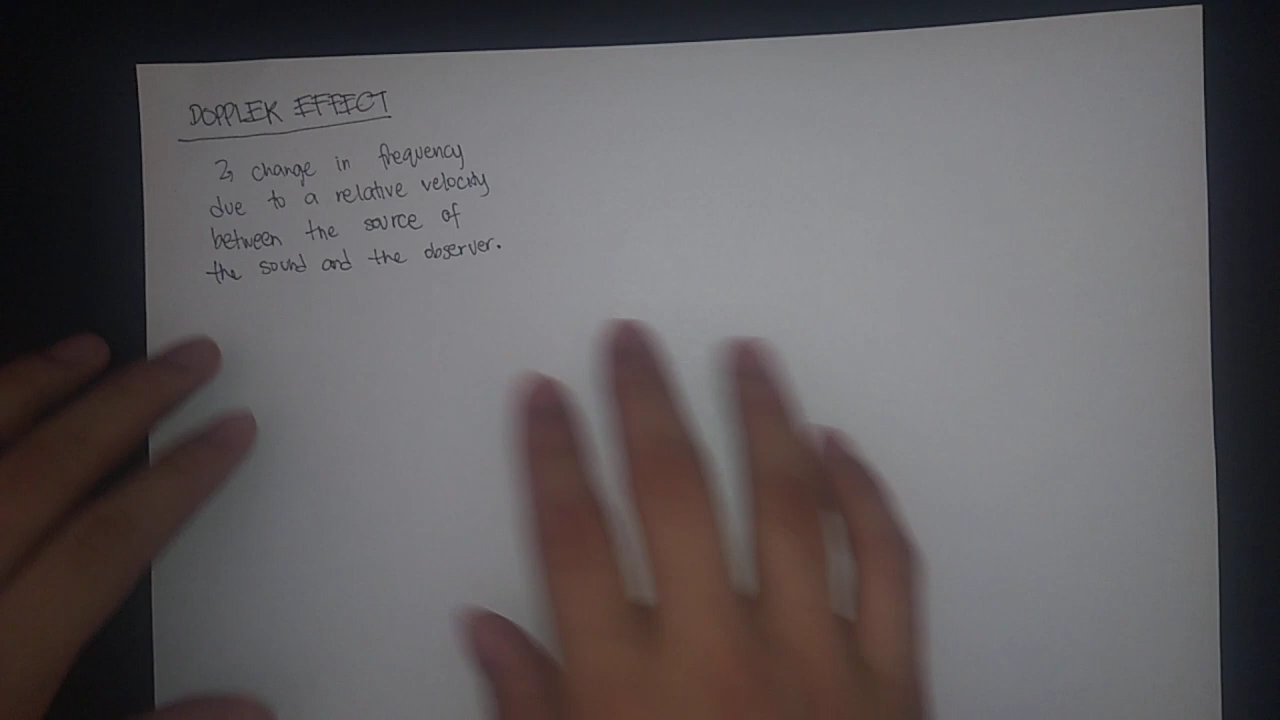 DOPPLER EFFECT
↳ change in frequency
due to a relative velocity
between the source of
the sound and the observer.